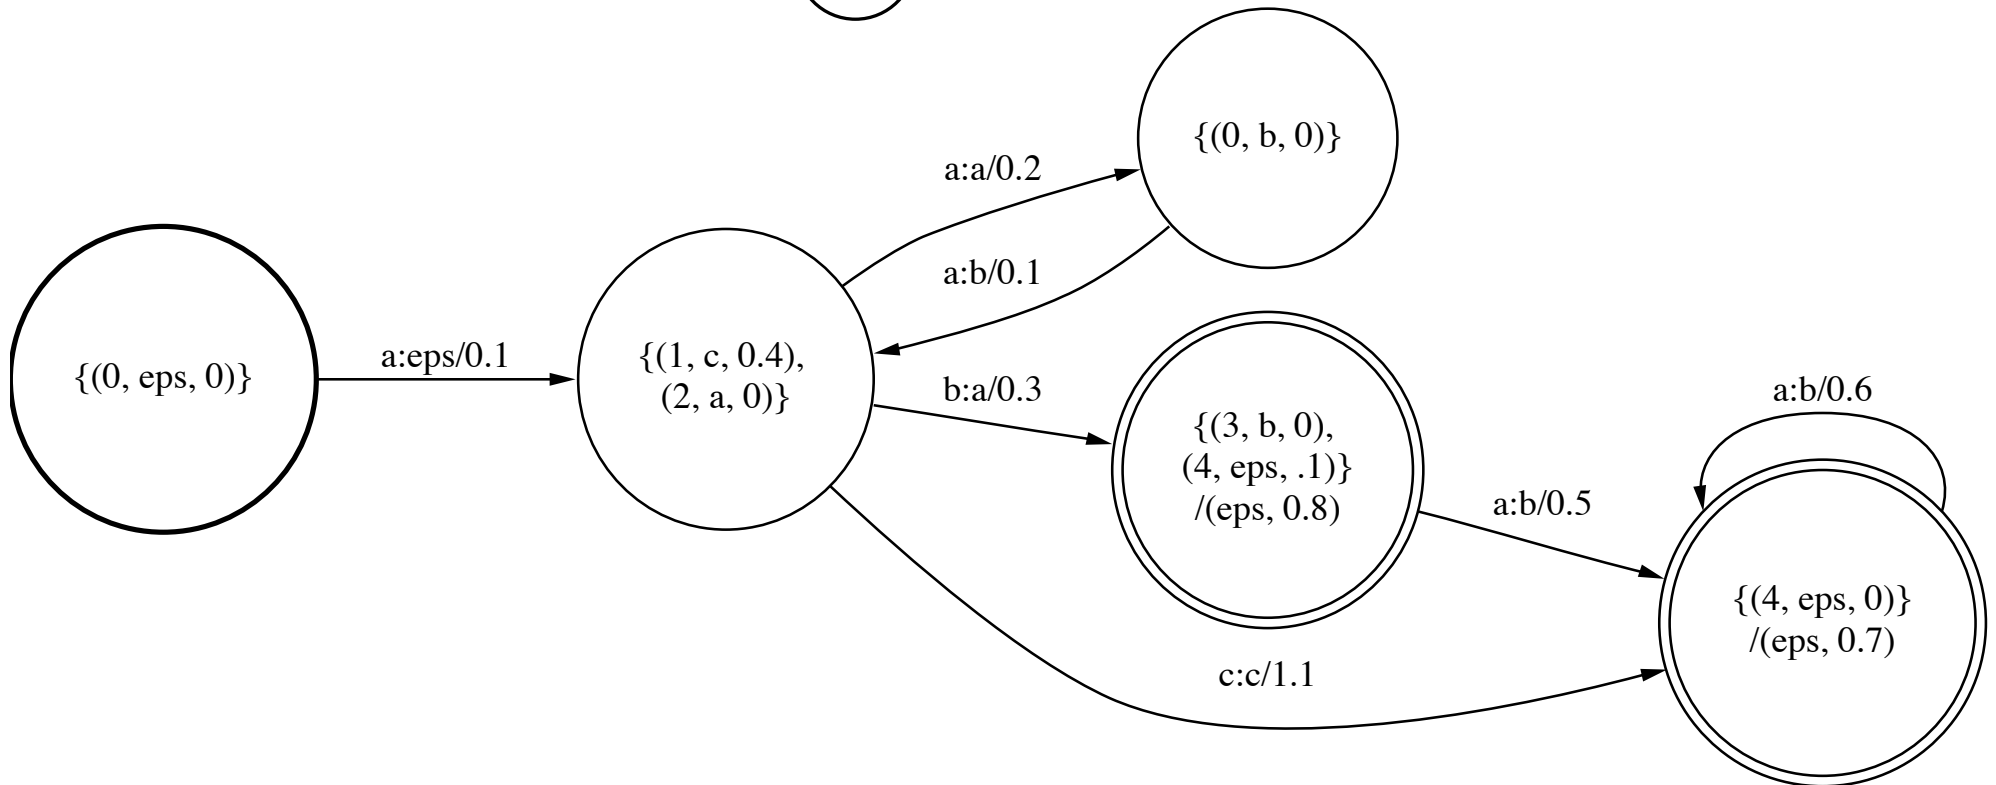 {(0, b, 0)}
a:a/0.2
a:b/0.1
{(0, eps, 0)}
a:eps/0.1
{(1, c, 0.4),
(2, a, 0)}
b:a/0.3
{(3, b, 0),
(4, eps, .1)}
/(eps, 0.8)
a:b/0.6
a:b/0.5
{(4, eps, 0)}
/(eps, 0.7)
c:c/1.1